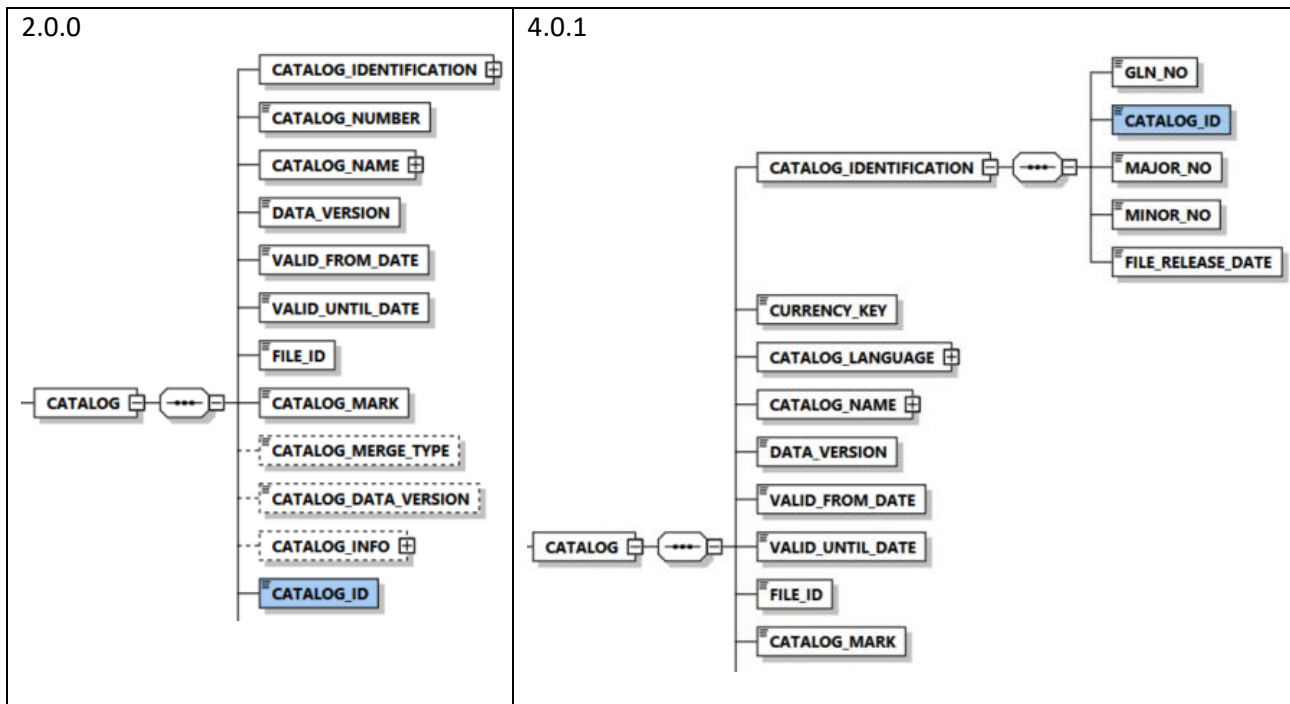 2.0.0
CATALOG_IDENTIFICATION
CATALOG_NUMBER
CATALOG_NAME
DATA_VERSION
VALID_FROM_DATE
VALID_UNTIL_DATE
FILE_ID
CATALOG
CATALOG_MARK
CATALOG_MERGE_TYPE
CATALOG_DATA_VERSION
CATALOG_INFO
CATALOG_ID
4.0.1
GLN_NO
CATALOG_ID
CATALOG_IDENTIFICATION
MAJOR_NO
MINOR_NO
FILE_RELEASE_DATE
CURRENCY_KEY
CATALOG_LANGUAGE
CATALOG_NAME
DATA_VERSION
VALID_FROM_DATE
CATALOG
VALID_UNTIL_DATE
FILE_ID
CATALOG_MARK